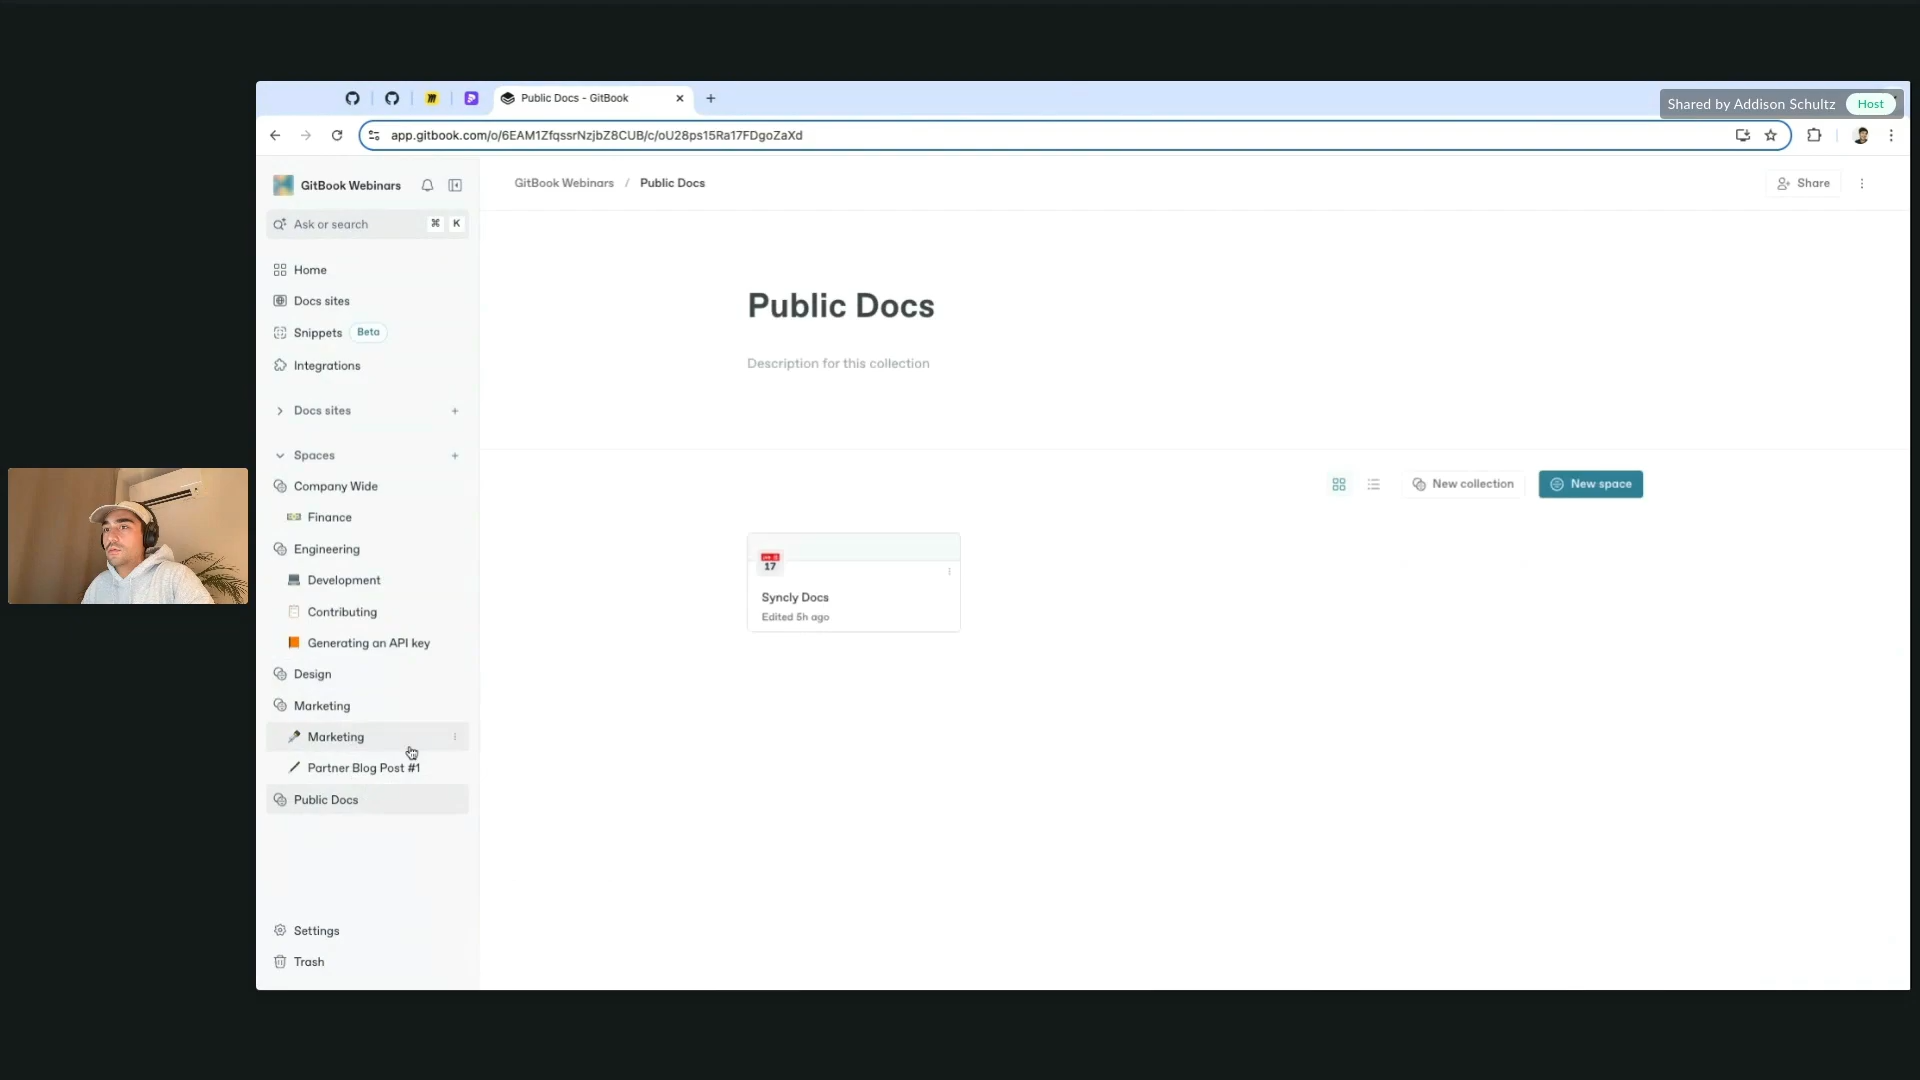 Public Docs - GitBook
Shared by Addison Schultz Host
app.gitbook.com/o/6EAM1ZfqssrNzjbZ8CUB/c/oU28ps15Ra17FDgoZaXd
GitBook Webinars
GitBook Webinars / Public Docs
Share
Ask or search ⌘ K
Home
Docs sites
Snippets Beta
Integrations
Docs sites
Spaces
Company Wide
Finance
Engineering
Development
Contributing
Generating an API key
Design
Marketing
Marketing
Partner Blog Post #1
Public Docs
Settings
Trash
Public Docs
Description for this collection
New collection
New space
17
Syncly Docs
Edited 5h ago